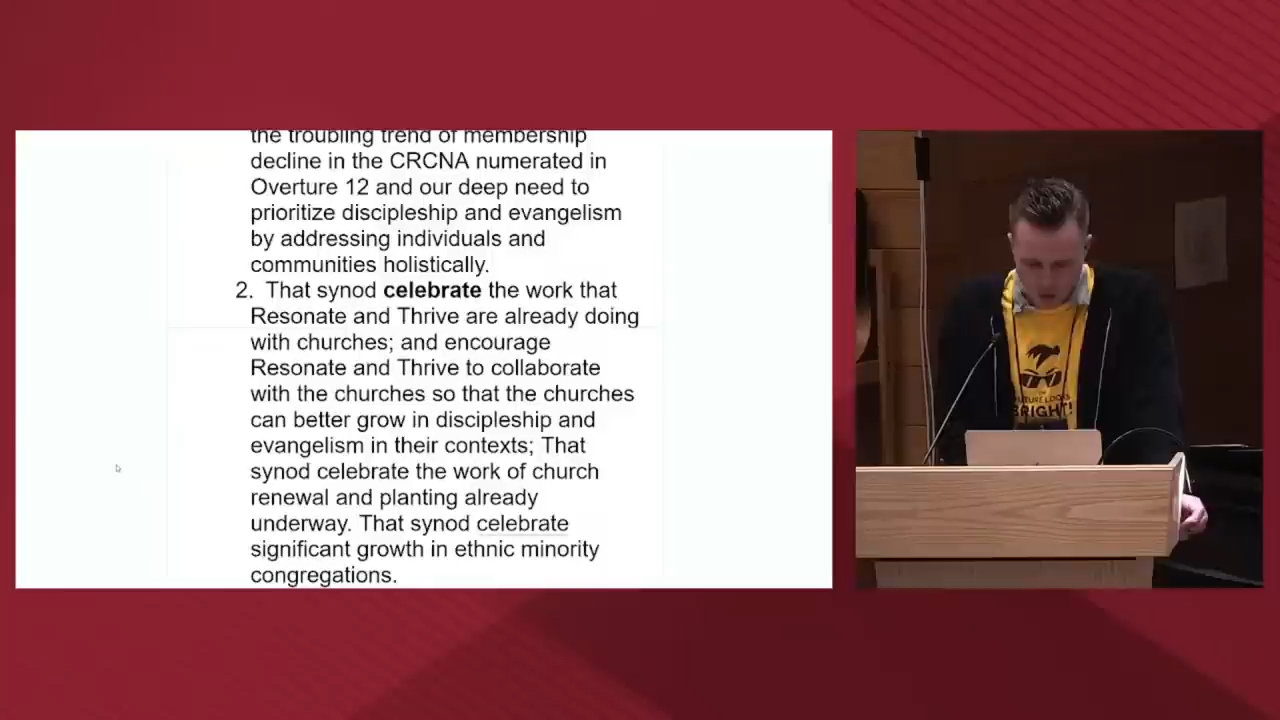 the troubling trend of membership
decline in the CRCNA numerated in
Overture 12 and our deep need to
prioritize discipleship and evangelism
by addressing individuals and
communities holistically.
2. That synod celebrate the work that
Resonate and Thrive are already doing
with churches; and encourage
Resonate and Thrive to collaborate
with the churches so that the churches
can better grow in discipleship and
evangelism in their contexts; That
synod celebrate the work of church
renewal and planting already
underway. That synod celebrate
significant growth in ethnic minority
congregations.
BRIGHT!